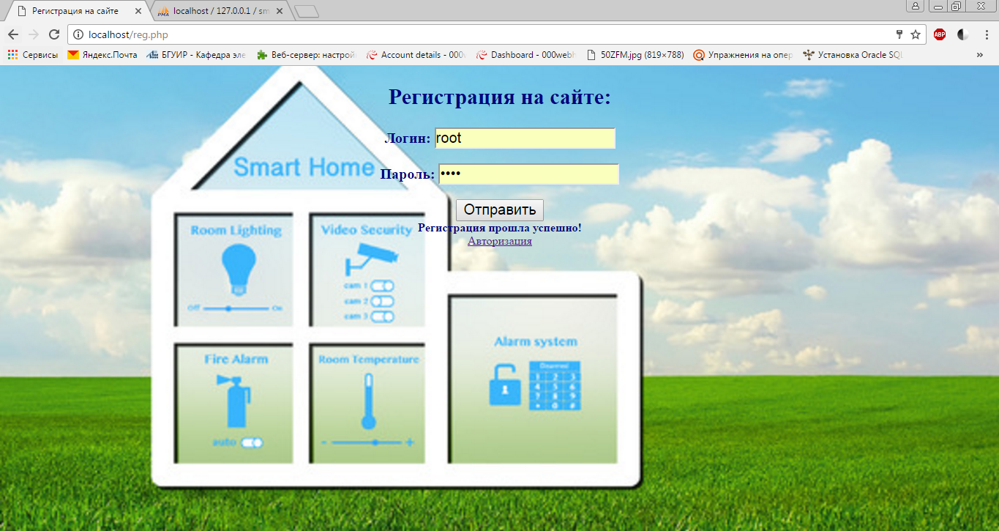 Регистрация на сайте
localhost / 127.0.0.1 / sm
localhost/reg.php
ABP
Сервисы
Яндекс.Почта
БГУИР - Кафедра эле
Веб-сервер: настрой
Account details - 000w
Dashboard - 000webh
50ZFM.jpg (819×788)
Упражнения на опер
Установка Oracle SQL
»
Регистрация на сайте:
Логин: root
Пароль: ••••
Отправить
Регистрация прошла успешно!
Авторизация
Smart Home
Room Lighting
Off On
Video Security
cam 1
cam 2
cam 3
Fire Alarm
auto
Room Temperature
- +
Alarm system
1 2 3
4 5 6
7 8 9
* 0 #